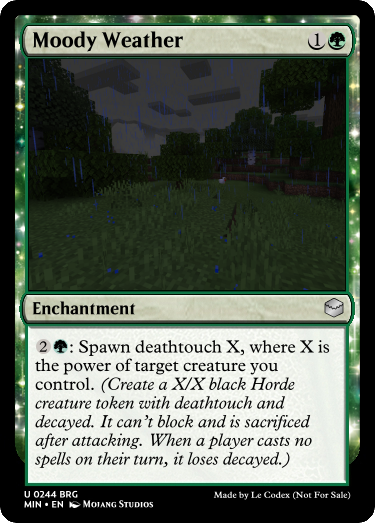 Moody Weather 1
Enchantment
2 : Spawn deathtouch X, where X is
the power of target creature you
control. (Create a X/X black Horde
creature token with deathtouch and
decayed. It can't block and is sacrificed
after attacking. When a player casts no
spells on their turn, it loses decayed.)
U 0244 BRG
MIN • EN Mojang Studios
Made by Le Codex (Not For Sale)